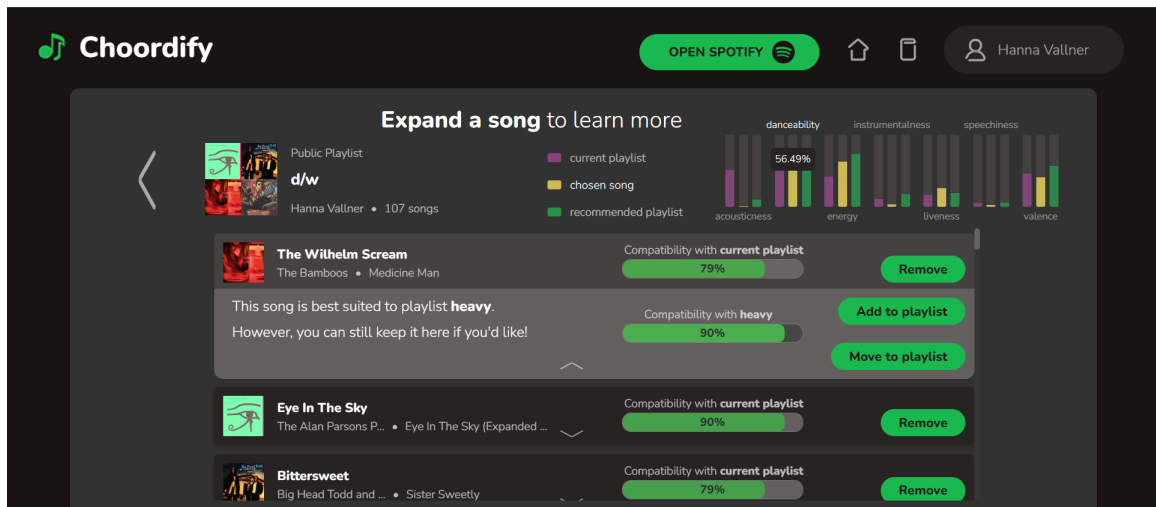 Choordify
OPEN SPOTIFY
Hanna Vallner
Expand a song to learn more
Public Playlist
d/w
Hanna Vallner • 107 songs
current playlist
chosen song
recommended playlist
danceability
instrumentalness
speechiness
56.49%
acousticness
energy
liveness
valence
The Wilhelm Scream
The Bamboos • Medicine Man
Compatibility with current playlist
79%
Remove
This song is best suited to playlist heavy.
However, you can still keep it here if you'd like!
Compatibility with heavy
90%
Add to playlist
Move to playlist
Eye In The Sky
The Alan Parsons P... • Eye In The Sky (Expanded ...
Compatibility with current playlist
90%
Remove
Bittersweet
Big Head Todd and ... • Sister Sweetly
Compatibility with current playlist
79%
Remove